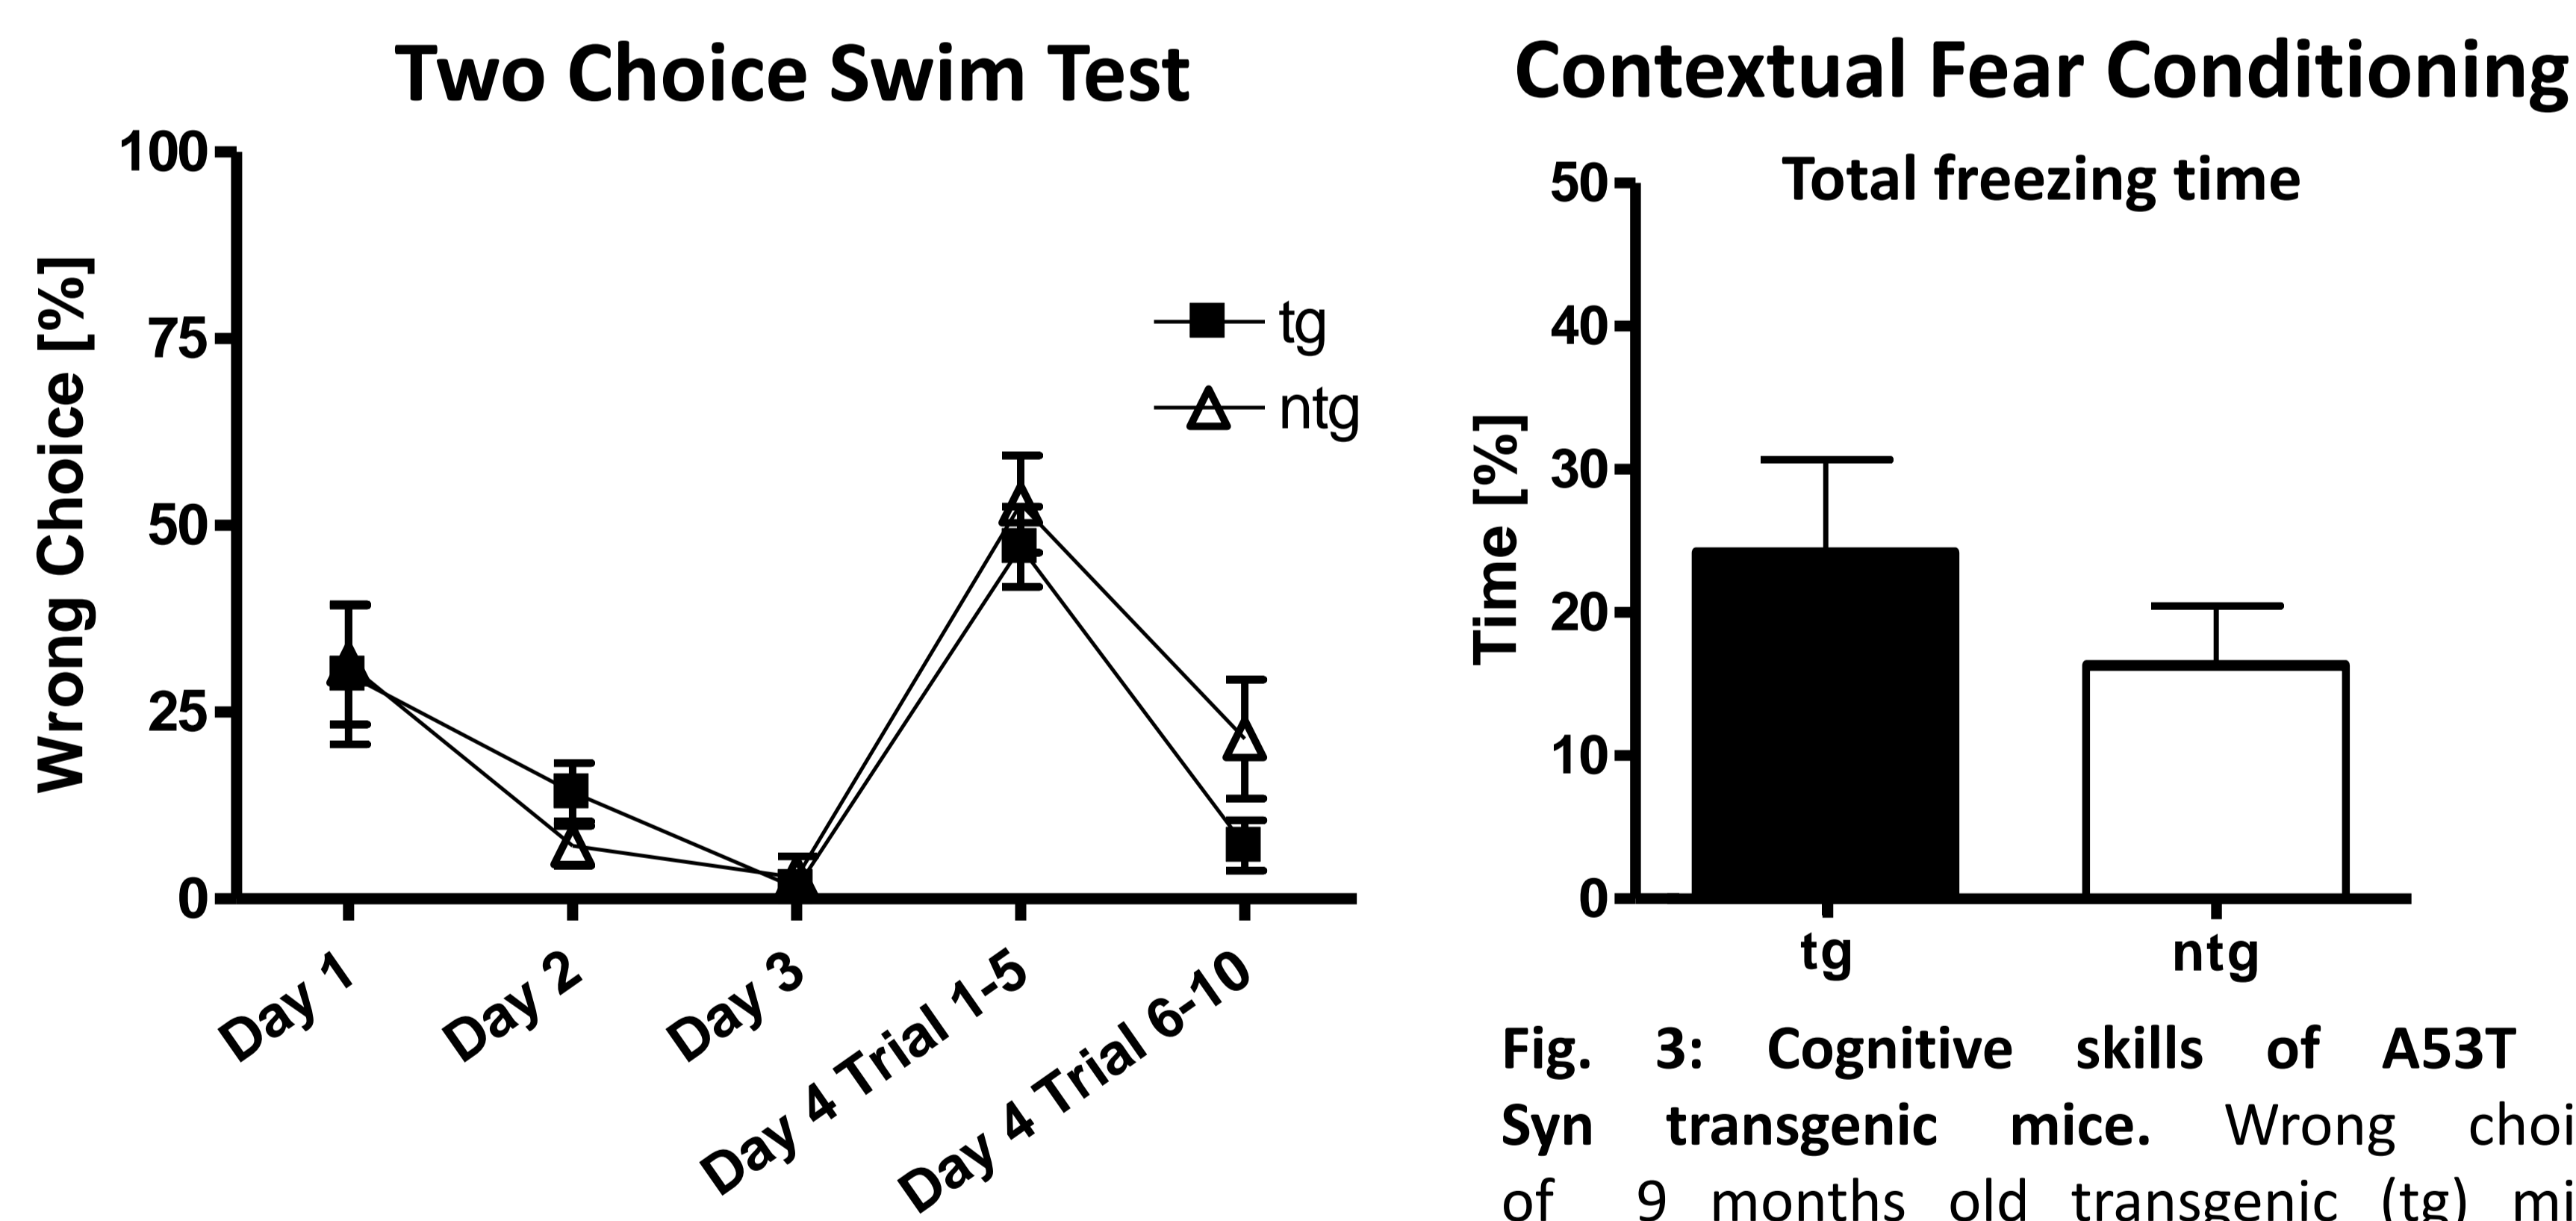 Two Choice Swim Test
Wrong Choice [%]
100
75
50
25
0
tg
ntg
Day 1
Day 2
Day 3
Day 4 Trial 1-5
Day 4 Trial 6-10
Contextual Fear Conditioning
Total freezing time
Time [%]
50
40
30
20
10
0
tg
ntg
Fig. 3: Cognitive skills of A53T
Syn transgenic mice. Wrong choi
of 9 months old transgenic (tg) mi